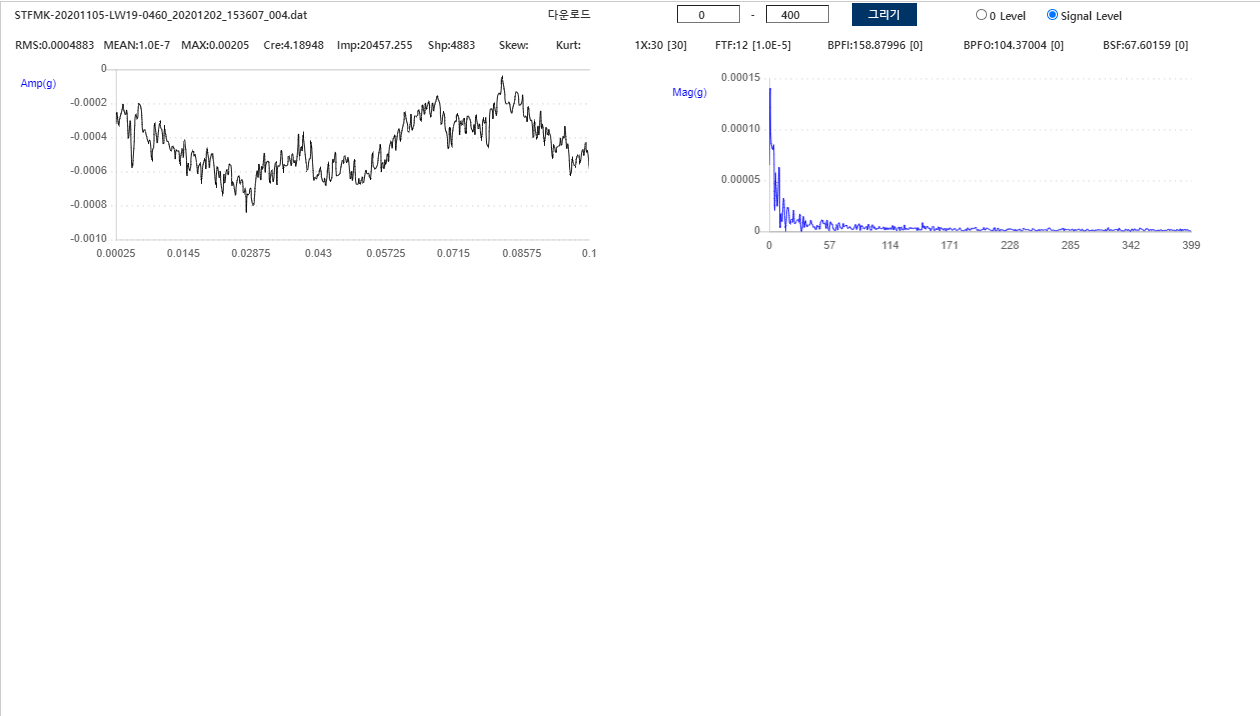 STFMK-20201105-LW19-0460_20201202_153607_004.dat 다운로드 0 - 400 그리기 0 Level Signal Level
RMS:0.0004883 MEAN:1.0E-7 MAX:0.00205 Cre:4.18948 Imp:20457.255 Shp:4883 Skew: Kurt: 1X:30 [30] FTF:12 [1.0E-5] BPFI:158.87996 [0] BPFO:104.37004 [0] BSF:67.60159 [0]
Amp(g)
0
-0.0002
-0.0004
-0.0006
-0.0008
-0.0010
0.00025 0.0145 0.02875 0.043 0.05725 0.0715 0.08575 0.1
Mag(g)
0.00015
0.00010
0.00005
0
0 57 114 171 228 285 342 399